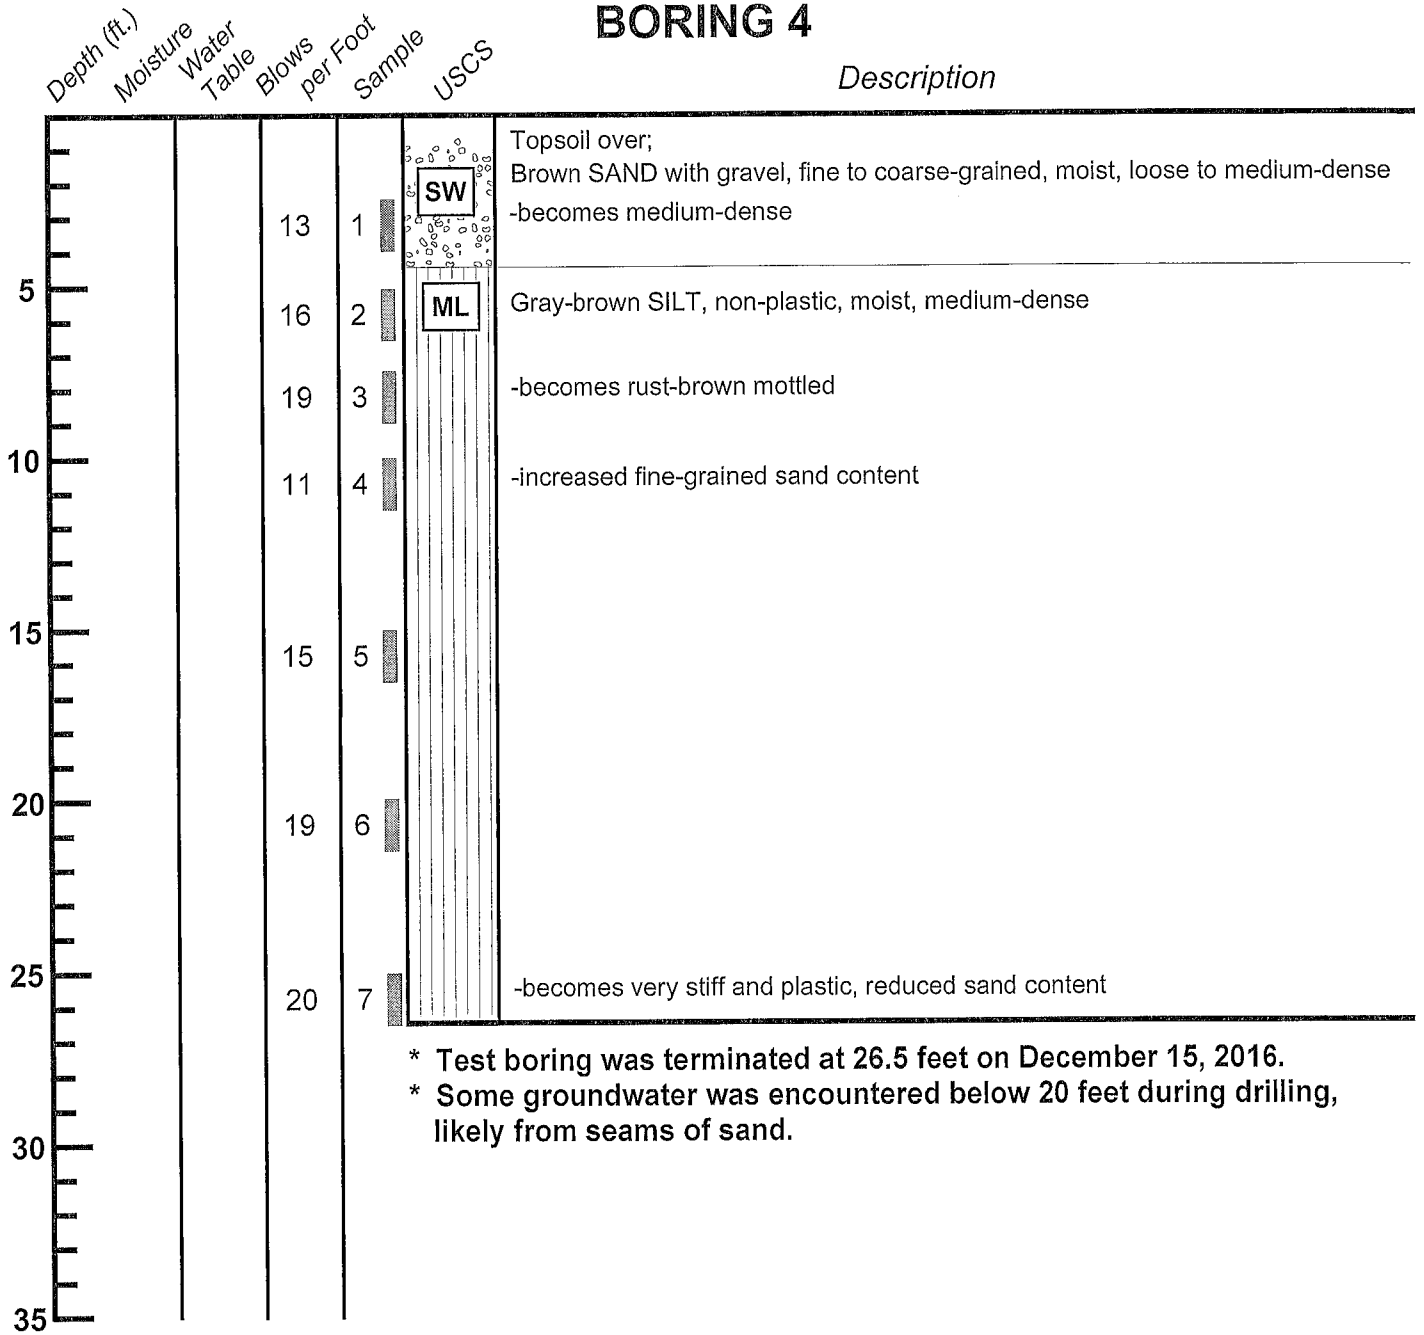 BORING 4
Depth (ft.)
Moisture
Water
Table
Blows
per Foot
Sample
USCS
Description
Topsoil over;
Brown SAND with gravel, fine to coarse-grained, moist, loose to medium-dense
SW
13 1 -becomes medium-dense
5
16 2 ML Gray-brown SILT, non-plastic, moist, medium-dense
19 3 -becomes rust-brown mottled
10
11 4 -increased fine-grained sand content
15
15 5
20
19 6
25
20 7 -becomes very stiff and plastic, reduced sand content
* Test boring was terminated at 26.5 feet on December 15, 2016.
* Some groundwater was encountered below 20 feet during drilling,
likely from seams of sand.
30
35